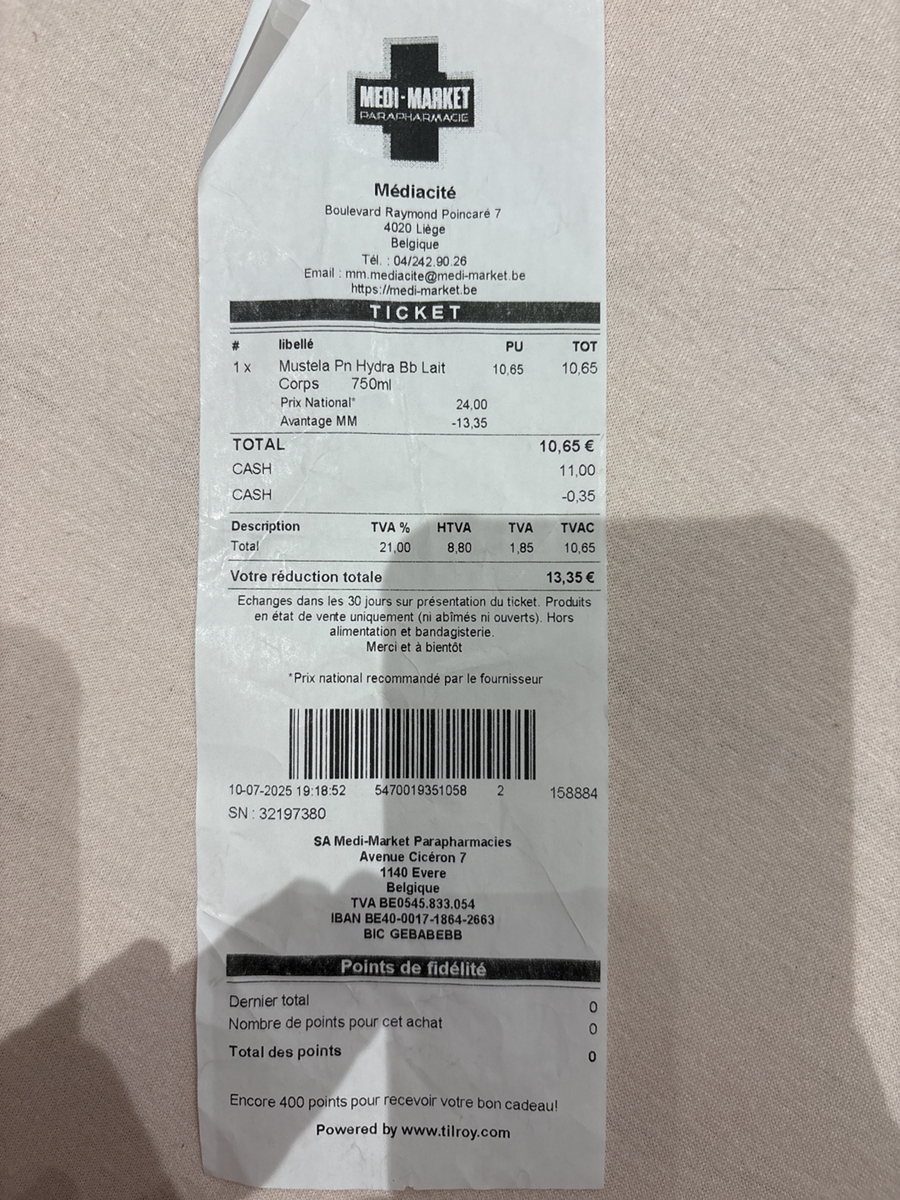 MEDI-MARKET
PARAPHARMACIE
Médiacité
Boulevard Raymond Poincaré 7
4020 Liège
Belgique
Tél. : 04/242.90.26
Email : mm.mediacite@medi-market.be
https://medi-market.be
TICKET
# libellé PU TOT
1 x Mustela Pn Hydra Bb Lait 10,65 10,65
Corps 750ml
Prix National* 24,00
Avantage MM -13,35
TOTAL 10,65 €
CASH 11,00
CASH -0,35
Description TVA % HTVA TVA TVAC
Total 21,00 8,80 1,85 10,65
Votre réduction totale 13,35 €
Echanges dans les 30 jours sur présentation du ticket. Produits
en état de vente uniquement (ni abîmés ni ouverts). Hors
alimentation et bandagisterie.
Merci et à bientôt
*Prix national recommandé par le fournisseur
10-07-2025 19:18:52 5470019351058 2 158884
SN : 32197380
SA Medi-Market Parapharmacies
Avenue Cicéron 7
1140 Evere
Belgique
TVA BE0545.833.054
IBAN BE40-0017-1864-2663
BIC GEBABEBB
Points de fidélité
Dernier total 0
Nombre de points pour cet achat 0
Total des points 0
Encore 400 points pour recevoir votre bon cadeau!
Powered by www.tilroy.com